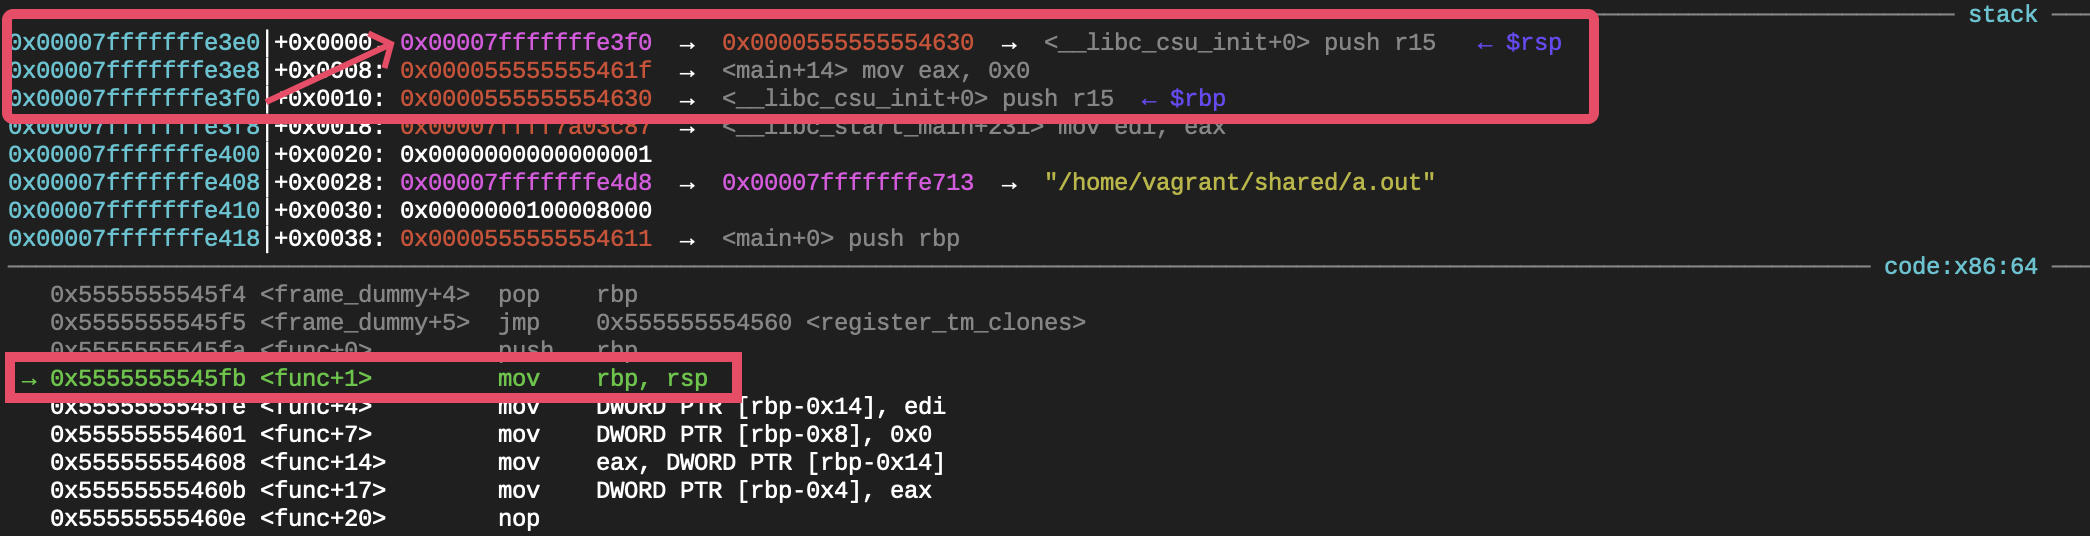 stack
0x00007fffffffe3e0|+0x0000: 0x00007fffffffe3f0 → 0x0000555555554630 → <__libc_csu_init+0> push r15 ← $rsp
0x00007fffffffe3e8|+0x0008: 0x000055555555461f → <main+14> mov eax, 0x0
0x00007fffffffe3f0|+0x0010: 0x0000555555554630 → <__libc_csu_init+0> push r15 ← $rbp
0x00007fffffffe3f8|+0x0018: 0x00007ffff7a03c87 → <__libc_start_main+231> mov edi, eax
0x00007fffffffe400|+0x0020: 0x0000000000000001
0x00007fffffffe408|+0x0028: 0x00007fffffffe4d8 → 0x00007fffffffe713 → "/home/vagrant/shared/a.out"
0x00007fffffffe410|+0x0030: 0x0000000100008000
0x00007fffffffe418|+0x0038: 0x0000555555554611 → <main+0> push rbp
code:x86:64
0x5555555545f4 <frame_dummy+4> pop rbp
0x5555555545f5 <frame_dummy+5> jmp 0x555555554560 <register_tm_clones>
0x5555555545fa <func+0> push rbp
→ 0x5555555545fb <func+1> mov rbp, rsp
0x5555555545fe <func+4> mov DWORD PTR [rbp-0x14], edi
0x555555554601 <func+7> mov DWORD PTR [rbp-0x8], 0x0
0x555555554608 <func+14> mov eax, DWORD PTR [rbp-0x14]
0x55555555460b <func+17> mov DWORD PTR [rbp-0x4], eax
0x55555555460e <func+20> nop